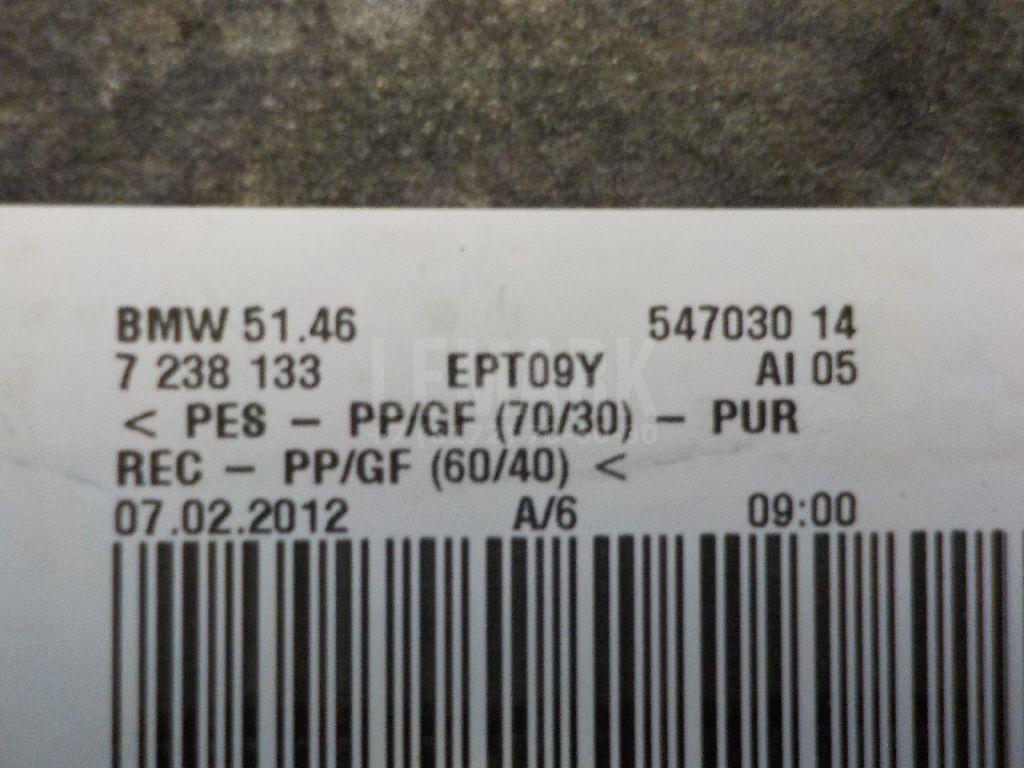 BMW 51.46 547030 14
7 238 133 EPT09Y AI 05
< PES – PP/GF (70/30) – PUR
REC – PP/GF (60/40) <
07.02.2012 A/6 09:00
LEMARK